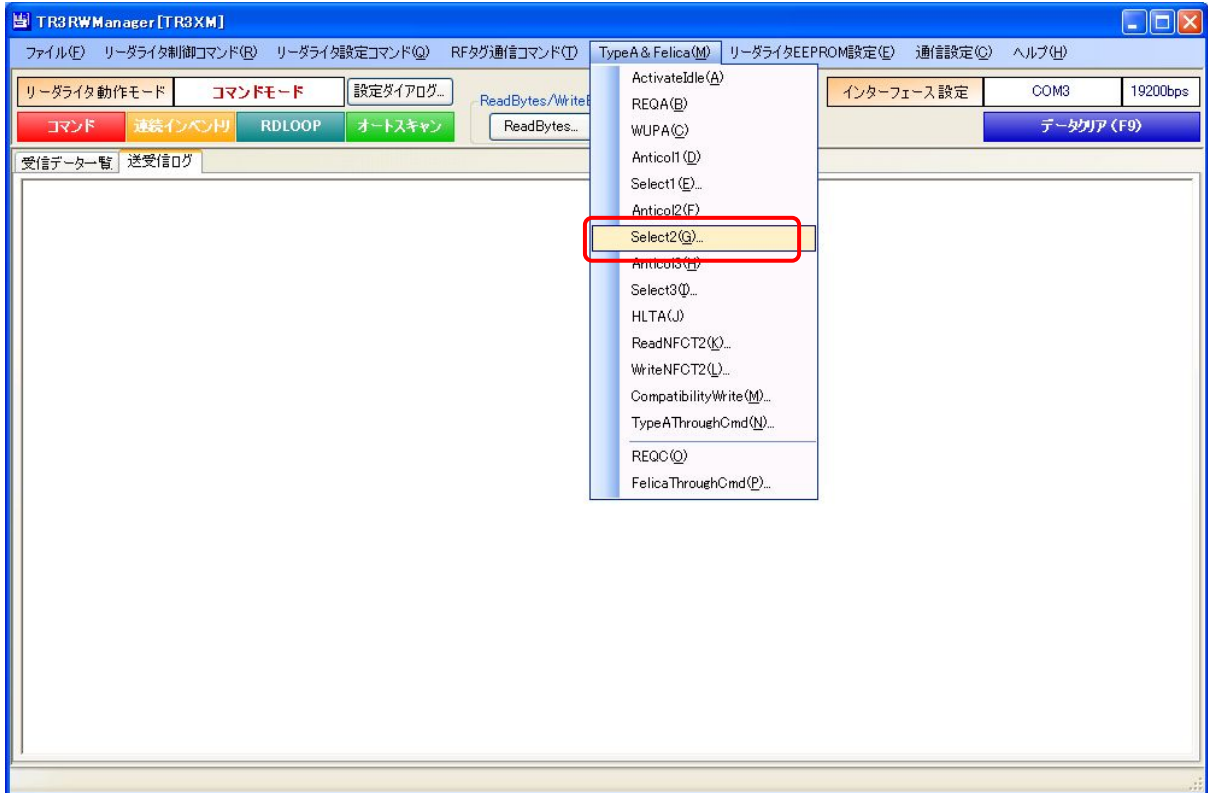 TR3RWManager[TR3XM]
ファイル(F) リーダライタ制御コマンド(R) リーダライタ設定コマンド(Q) RFタグ通信コマンド(T) TypeA & Felica(M) リーダライタEEPROM設定(E) 通信設定(C) ヘルプ(H)
リーダライタ動作モード コマンドモード 設定ダイアログ... ReadBytes/Write インターフェース設定 COM3 19200bps
コマンド 連続インベントリ RDLOOP オートスキャン ReadBytes... データクリア (F9)
受信データ一覧 送受信ログ
ActivateIdle(A)
REQA(B)
WUPA(C)
Anticol1(D)
Select1(E)...
Anticol2(F)
Select2(G)...
Anticol3(H)
Select3(I)...
HLTA(J)
ReadNFCT2(K)...
WriteNFCT2(L)...
CompatibilityWrite(M)...
TypeAThroughCmd(N)...
REQC(O)
FelicaThroughCmd(P)...